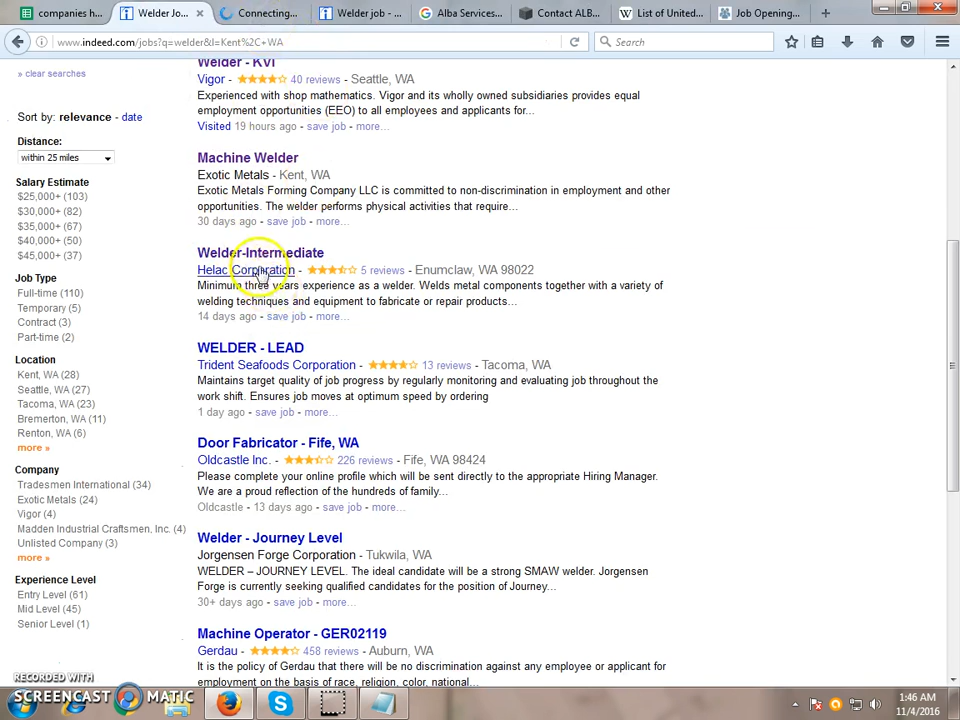 companies h...
Welder Jo...
Connecting...
Welder job - ...
Alba Services...
Contact ALB...
List of United...
Job Opening...
www.indeed.com/jobs?q=welder&l=Kent%2C+WA
Search
» clear searches
Sort by: relevance - date
Distance:
within 25 miles
Salary Estimate
$25,000+ (103)
$30,000+ (82)
$35,000+ (67)
$40,000+ (50)
$45,000+ (37)
Job Type
Full-time (110)
Temporary (5)
Contract (3)
Part-time (2)
Location
Kent, WA (28)
Seattle, WA (27)
Tacoma, WA (23)
Bremerton, WA (11)
Renton, WA (6)
more »
Company
Tradesmen International (34)
Exotic Metals (24)
Vigor (4)
Madden Industrial Craftsmen, Inc. (4)
Unlisted Company (3)
more »
Experience Level
Entry Level (61)
Mid Level (45)
Senior Level (1)
Welder - KVI
Vigor - 40 reviews - Seattle, WA
Experienced with shop mathematics. Vigor and its wholly owned subsidiaries provides equal
employment opportunities (EEO) to all employees and applicants for...
Visited 19 hours ago - save job - more...
Machine Welder
Exotic Metals - Kent, WA
Exotic Metals Forming Company LLC is committed to non-discrimination in employment and other
opportunities. The welder performs physical activities that require...
30 days ago - save job - more...
Welder-Intermediate
Helac Corporation - 5 reviews - Enumclaw, WA 98022
Minimum three years experience as a welder. Welds metal components together with a variety of
welding techniques and equipment to fabricate or repair products...
14 days ago - save job - more...
WELDER - LEAD
Trident Seafoods Corporation - 13 reviews - Tacoma, WA
Maintains target quality of job progress by regularly monitoring and evaluating job throughout the
work shift. Ensures job moves at optimum speed by ordering
1 day ago - save job - more...
Door Fabricator - Fife, WA
Oldcastle Inc. - 226 reviews - Fife, WA 98424
Please complete your online profile which will be sent directly to the appropriate Hiring Manager.
We are a proud reflection of the hundreds of family...
Oldcastle - 13 days ago - save job - more...
Welder - Journey Level
Jorgensen Forge Corporation - Tukwila, WA
WELDER – JOURNEY LEVEL. The ideal candidate will be a strong SMAW welder. Jorgensen
Forge is currently seeking qualified candidates for the position of Journey...
30+ days ago - save job - more...
Machine Operator - GER02119
Gerdau - 458 reviews - Auburn, WA
It is the policy of Gerdau that there will be no discrimination against any employee or applicant for
employment on the basis of race, religion, color, national...
RECORDED WITH
SCREENCAST MATIC
1:46 AM
11/4/2016